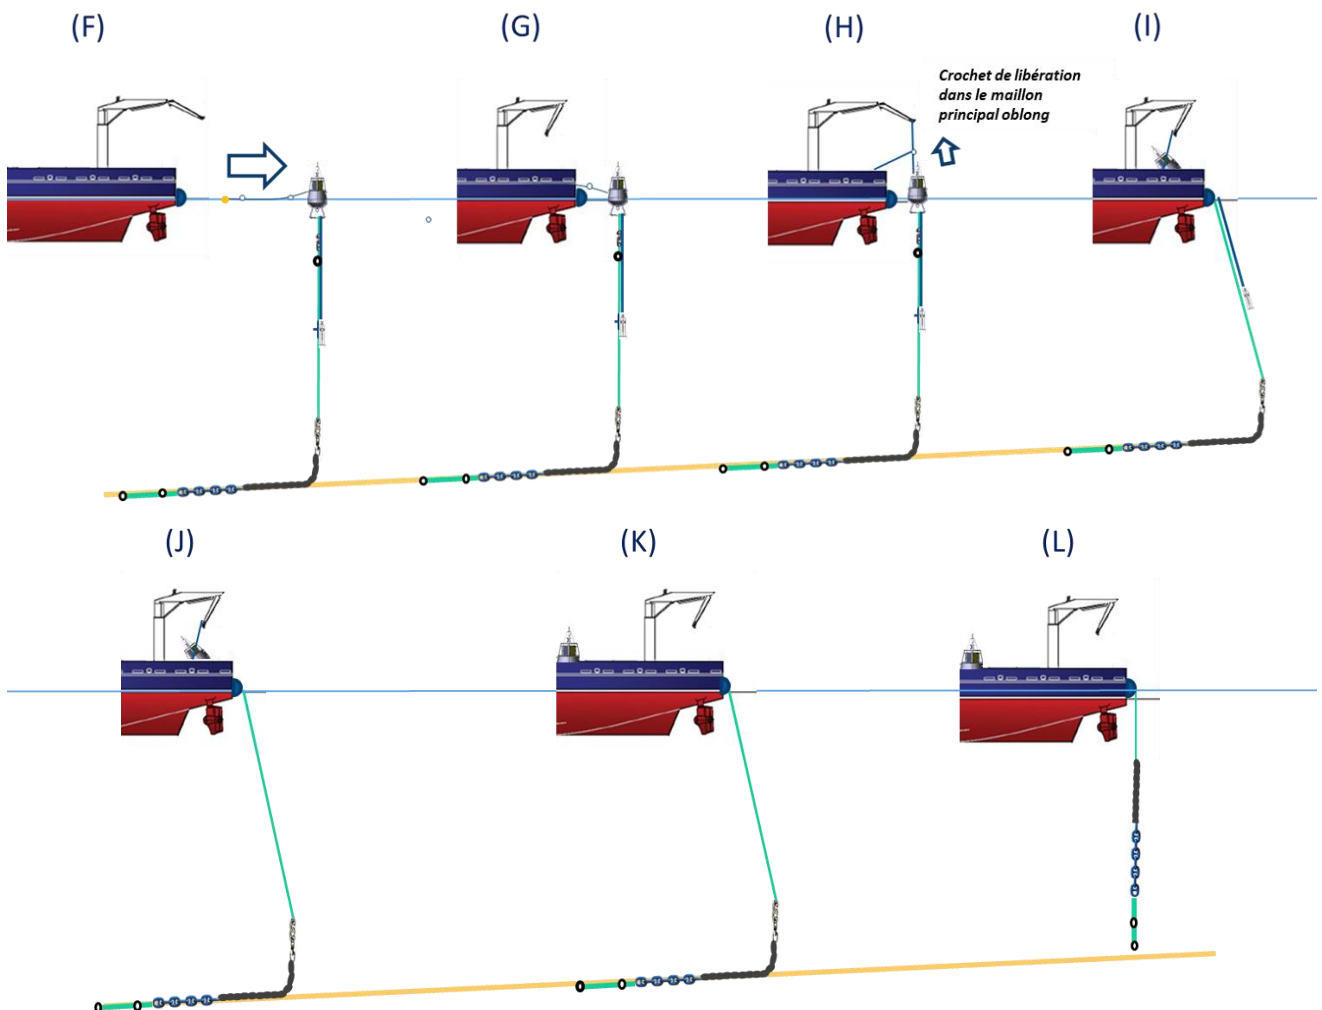 (F)
(G)
(H)
(I)
Crochet de libération
dans le maillon
principal oblong
(J)
(K)
(L)